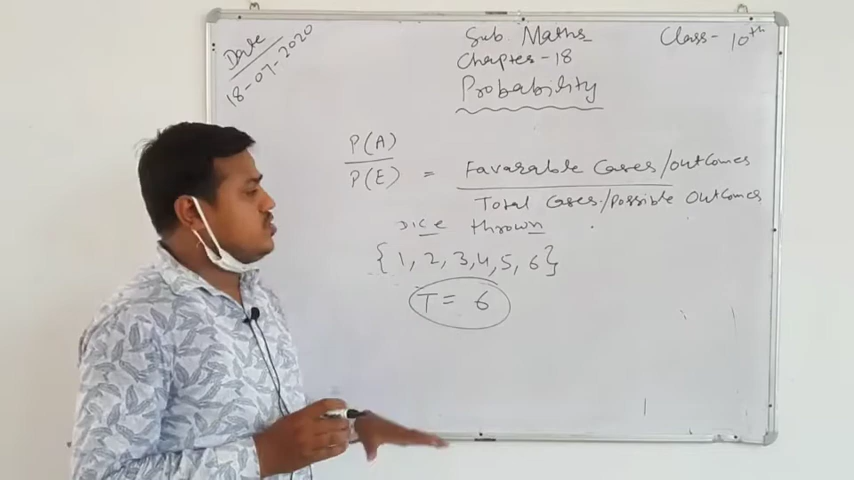 Date
18-07-2020
Sub. Maths
Class- 10th
Chapter-18
Probability
P(A)
P(E) = Favarable Cases/Outcomes
Total Cases/Possible Outcomes
Dice thrown
{1, 2, 3, 4, 5, 6}
T = 6